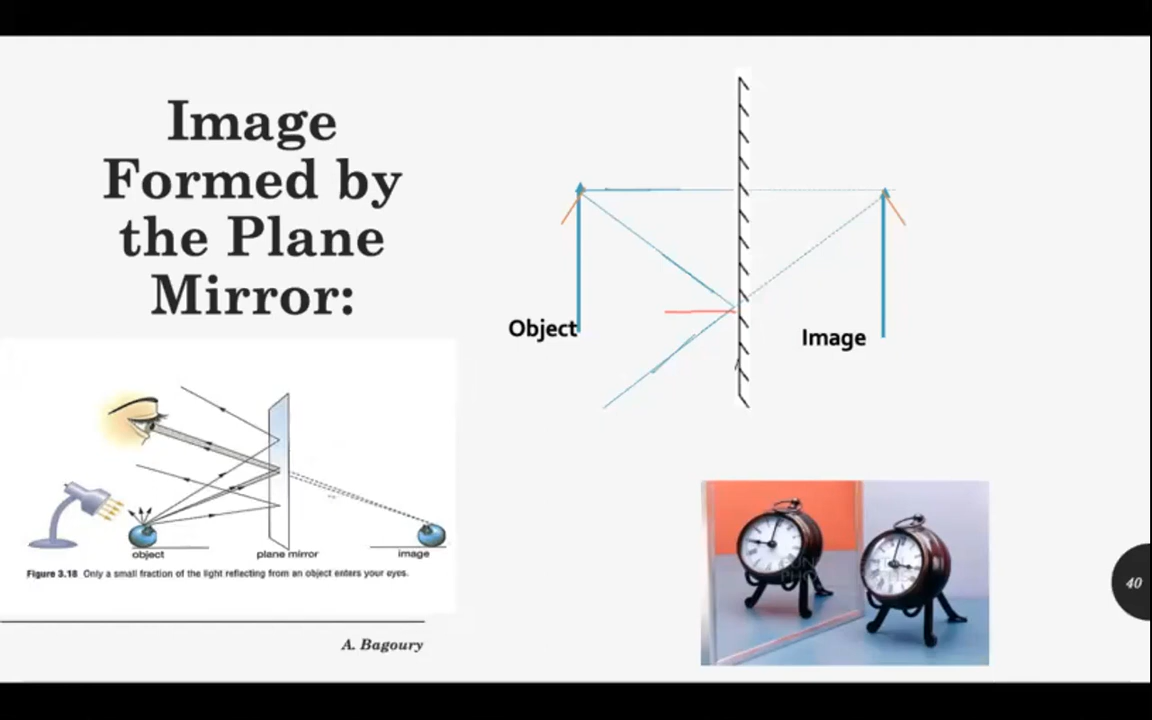 Image
Formed by
the Plane
Mirror:
Object
Image
object
plane mirror
image
Figure 3.18 Only a small fraction of the light reflecting from an object enters your eyes.
A. Bagoury
40